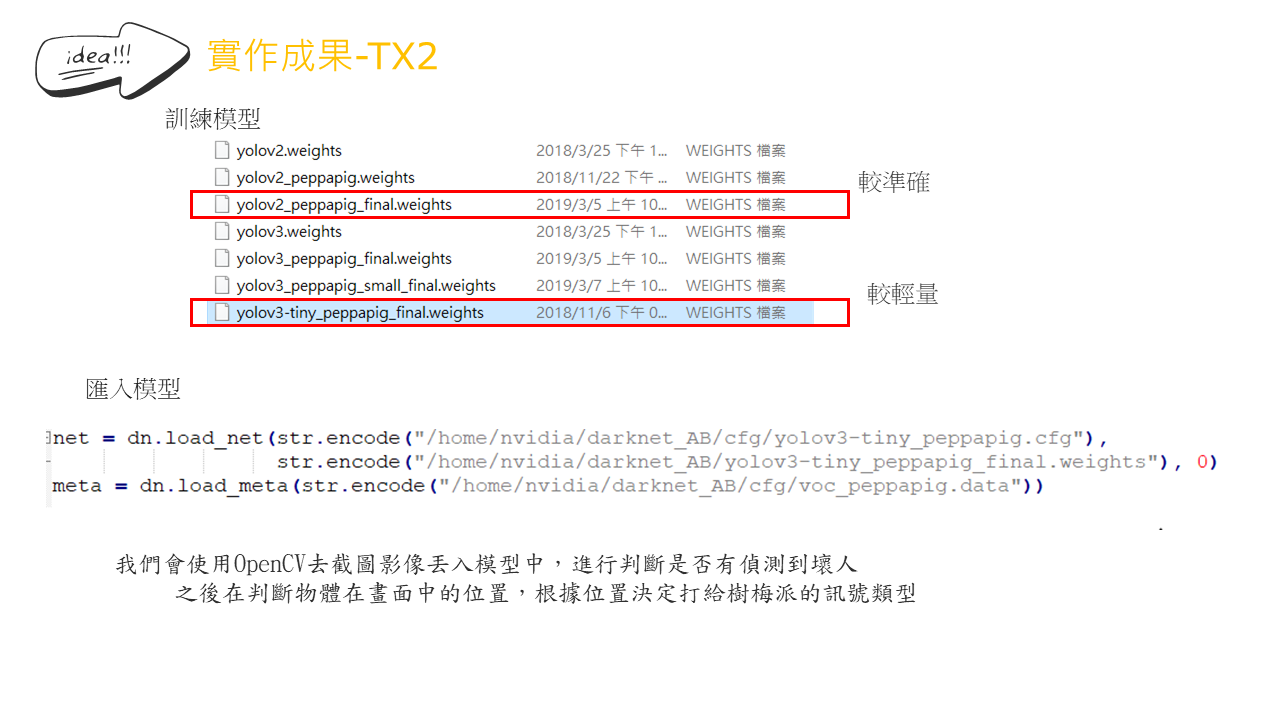 idea!!!
實作成果-TX2
訓練模型
yolov2.weights 2018/3/25 下午 1... WEIGHTS 檔案
yolov2_peppapig.weights 2018/11/22 下午 ... WEIGHTS 檔案
較準確
yolov2_peppapig_final.weights 2019/3/5 上午 10... WEIGHTS 檔案
yolov3.weights 2018/3/25 下午 1... WEIGHTS 檔案
yolov3_peppapig_final.weights 2019/3/5 上午 10... WEIGHTS 檔案
yolov3_peppapig_small_final.weights 2019/3/7 上午 10... WEIGHTS 檔案
較輕量
yolov3-tiny_peppapig_final.weights 2018/11/6 下午 0... WEIGHTS 檔案
匯入模型
net = dn.load_net(str.encode("/home/nvidia/darknet_AB/cfg/yolov3-tiny_peppapig.cfg"),
str.encode("/home/nvidia/darknet_AB/yolov3-tiny_peppapig_final.weights"), 0)
meta = dn.load_meta(str.encode("/home/nvidia/darknet_AB/cfg/voc_peppapig.data"))
.
我們會使用OpenCV去截圖影像丟入模型中，進行判斷是否有偵測到壞人
之後在判斷物體在畫面中的位置，根據位置決定打給樹梅派的訊號類型